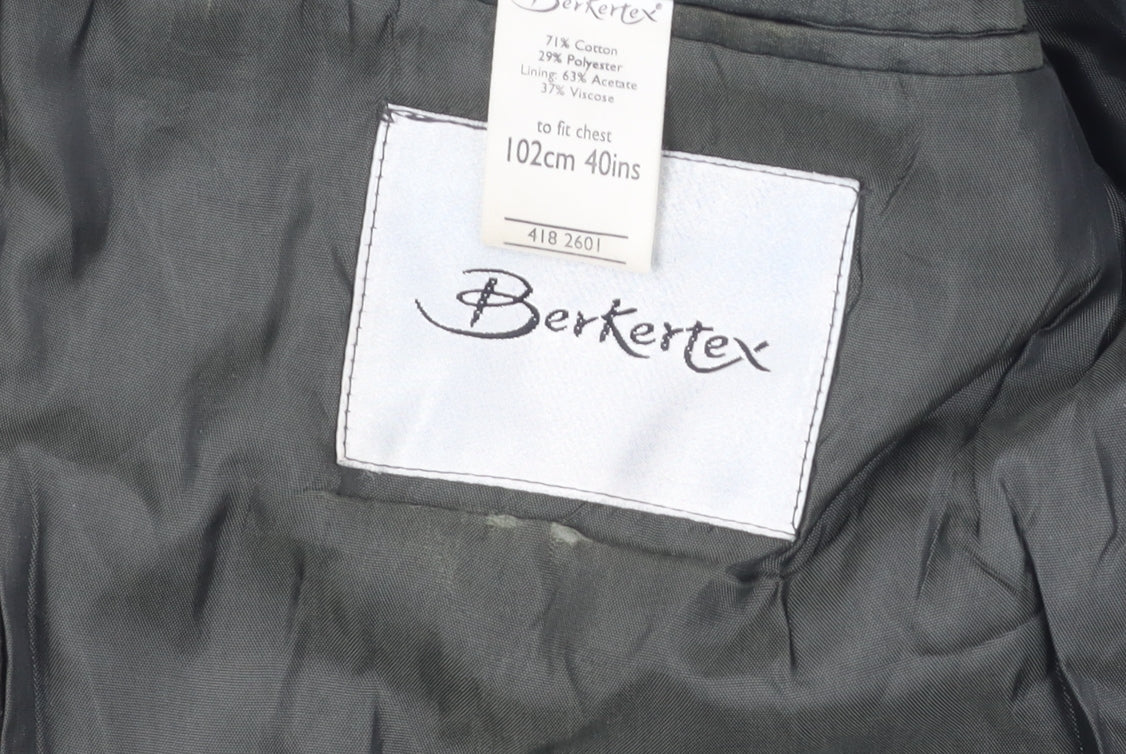 Berkertex®
71% Cotton
29% Polyester
Lining: 63% Acetate
37% Viscose
to fit chest
102cm 40ins
418 2601
Berkertex